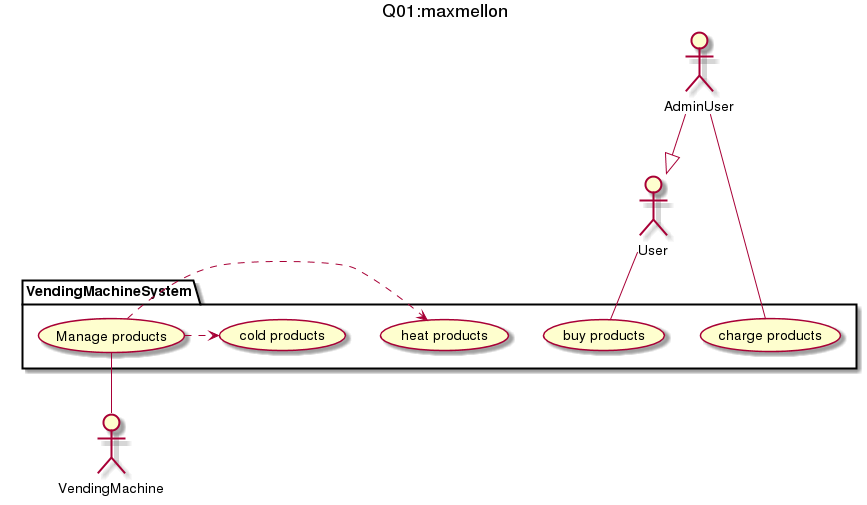 Q01:maxmellon
AdminUser
User
VendingMachineSystem
Manage products
cold products
heat products
buy products
charge products
VendingMachine